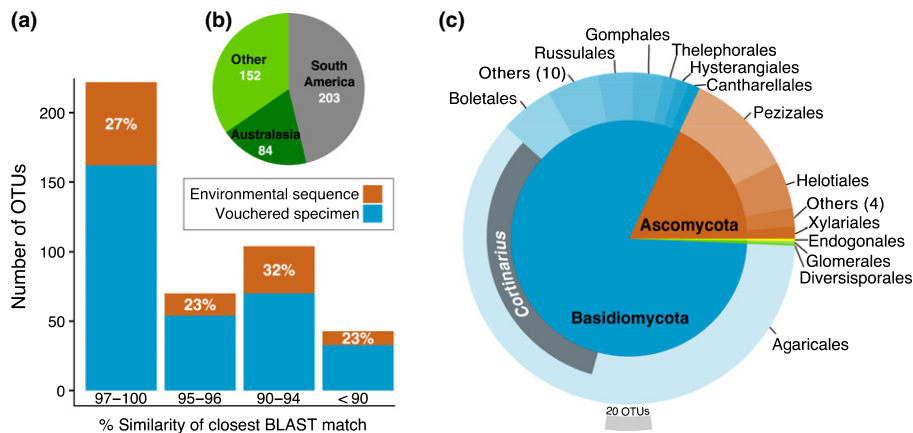 (a)
Number of OTUs
200
150
100
50
0
27%
23%
32%
23%
97–100
95–96
90–94
< 90
% Similarity of closest BLAST match
(b)
Other
152
South
America
203
Australasia
84
Environmental sequence
Vouchered specimen
(c)
Gomphales
Russulales
Thelephorales
Others (10)
Hysterangiales
Cantharellales
Boletales
Pezizales
Helotiales
Others (4)
Xylariales
Endogonales
Glomerales
Diversisporales
Ascomycota
Cortinarius
Basidiomycota
Agaricales
20 OTUs